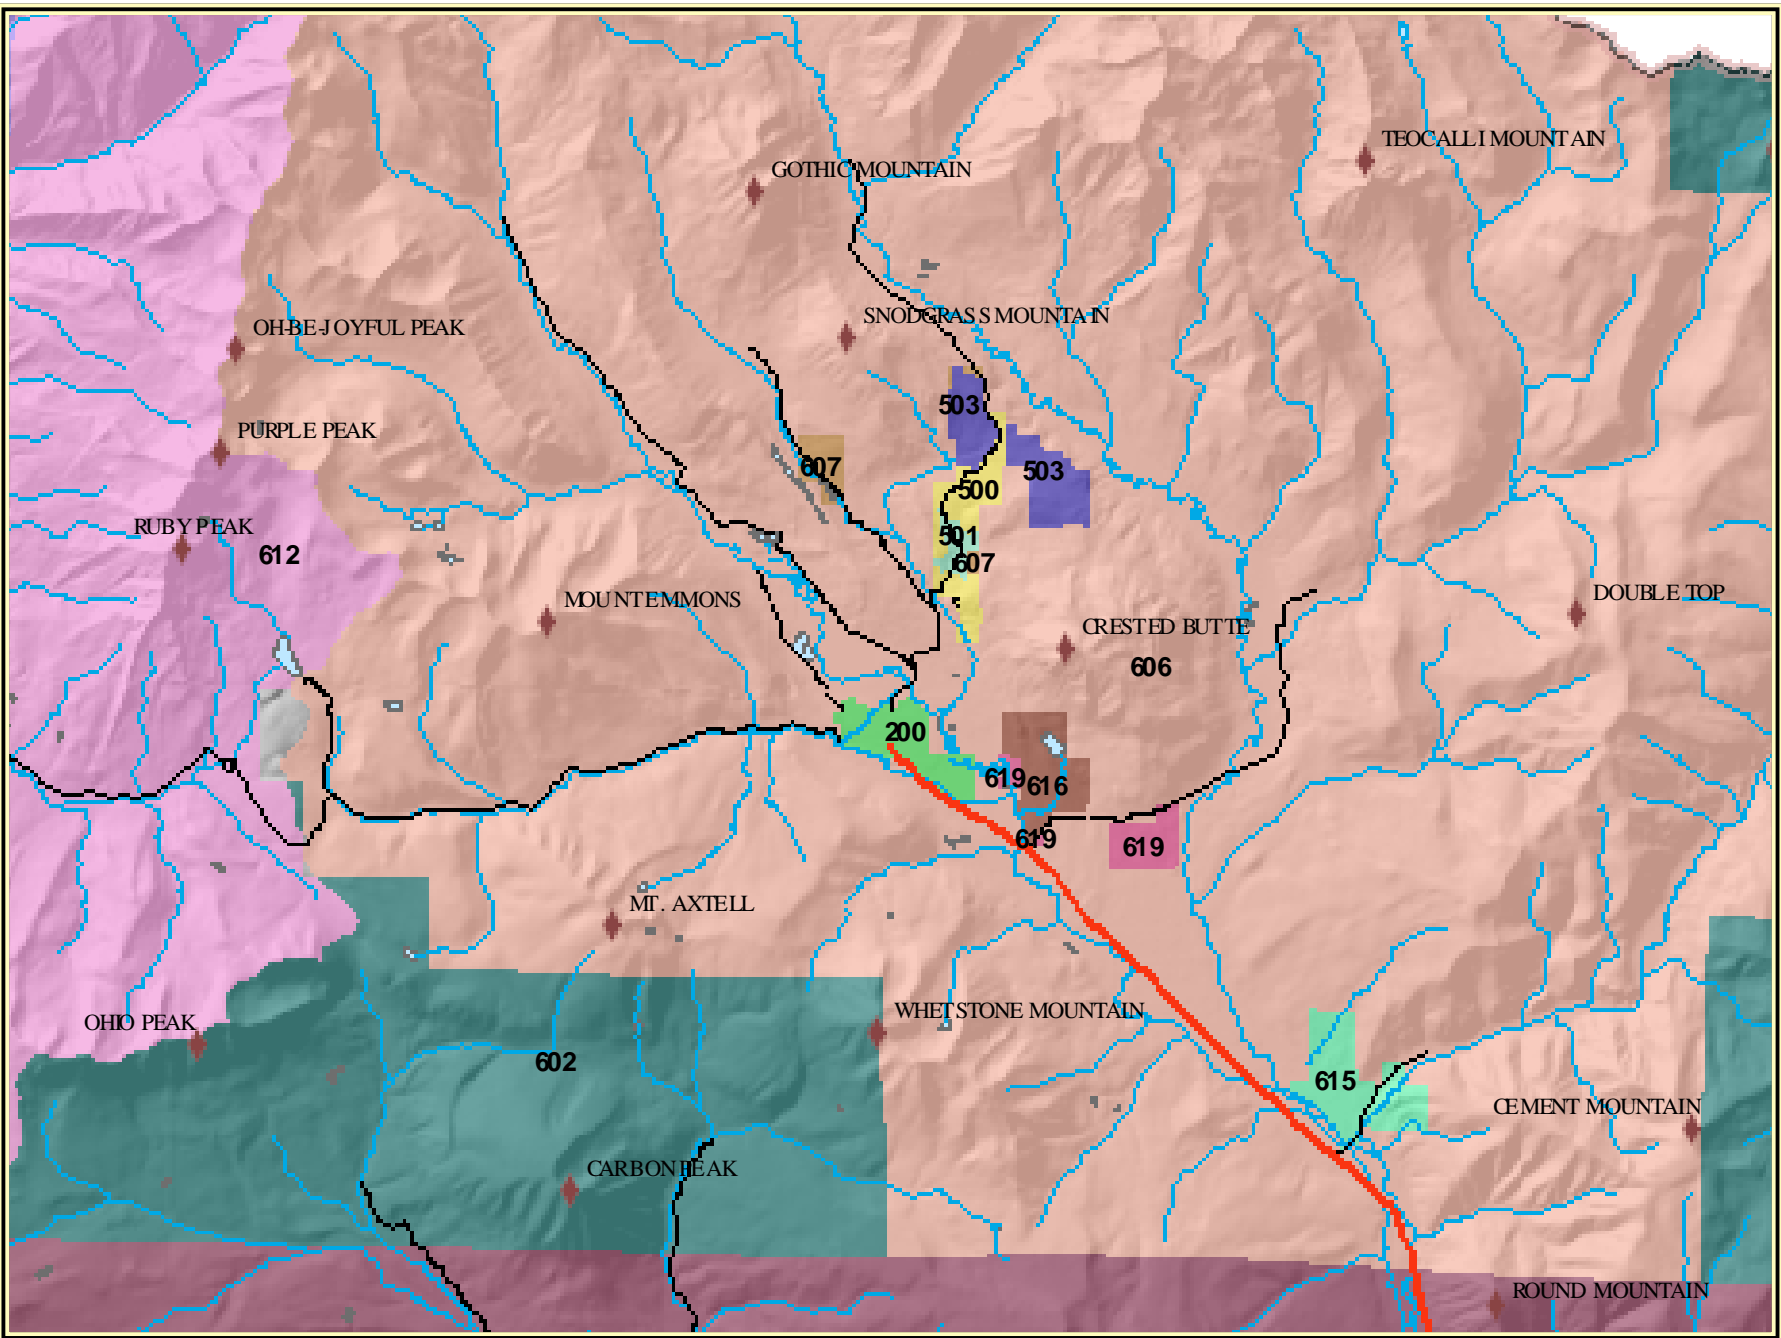 TEOCALLI MOUNTAIN
GOTHIC MOUNTAIN
SNODGRASS MOUNTAIN
OH-BE-JOYFUL PEAK
503
PURPLE PEAK
607
503
500
RUBY PEAK
501
612
607
DOUBLE TOP
MOUNT EMMONS
CRESTED BUTTE
606
200
619
616
619
619
MT. AXTELL
WHETSTONE MOUNTAIN
OHIO PEAK
602
615
CEMENT MOUNTAIN
CARBON PEAK
ROUND MOUNTAIN